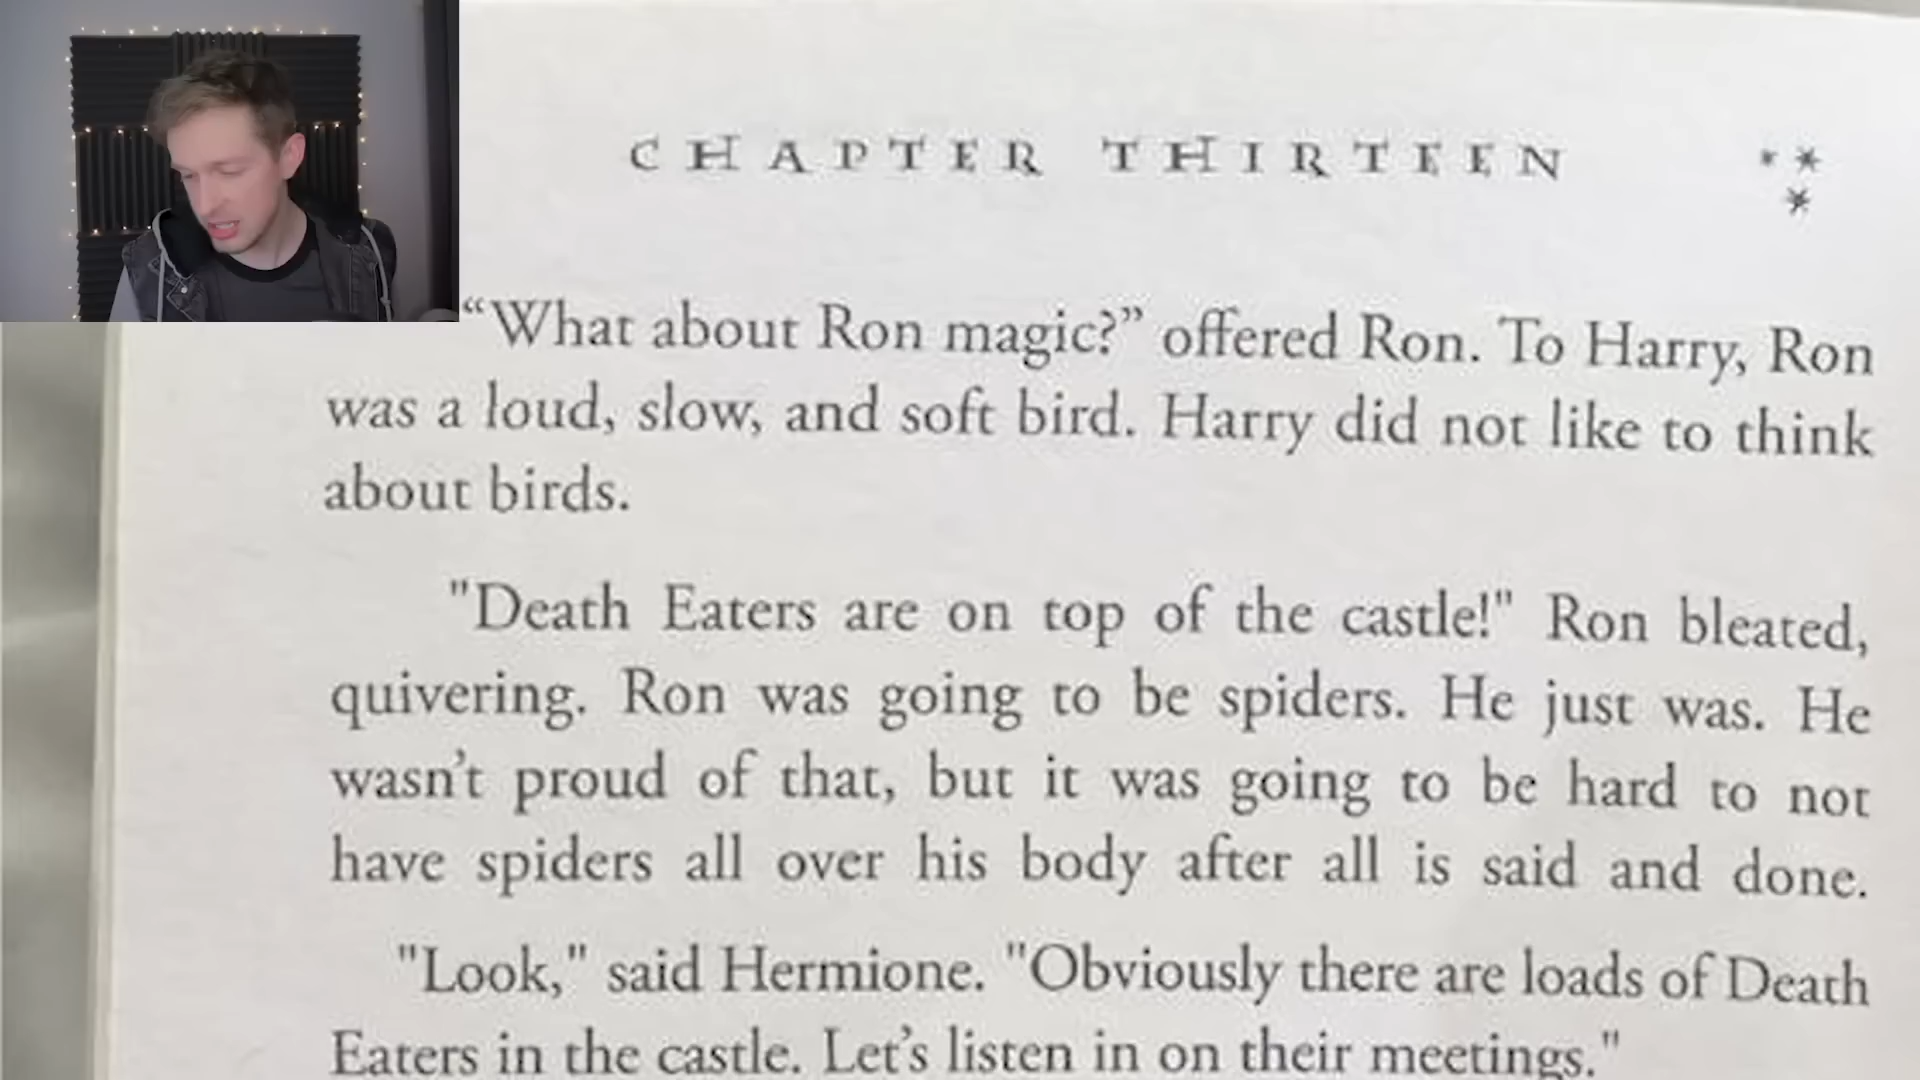 CHAPTER THIRTEEN
“What about Ron magic?” offered Ron. To Harry, Ron
was a loud, slow, and soft bird. Harry did not like to think
about birds.
"Death Eaters are on top of the castle!" Ron bleated,
quivering. Ron was going to be spiders. He just was. He
wasn’t proud of that, but it was going to be hard to not
have spiders all over his body after all is said and done.
"Look," said Hermione. "Obviously there are loads of Death
Eaters in the castle. Let’s listen in on their meetings."